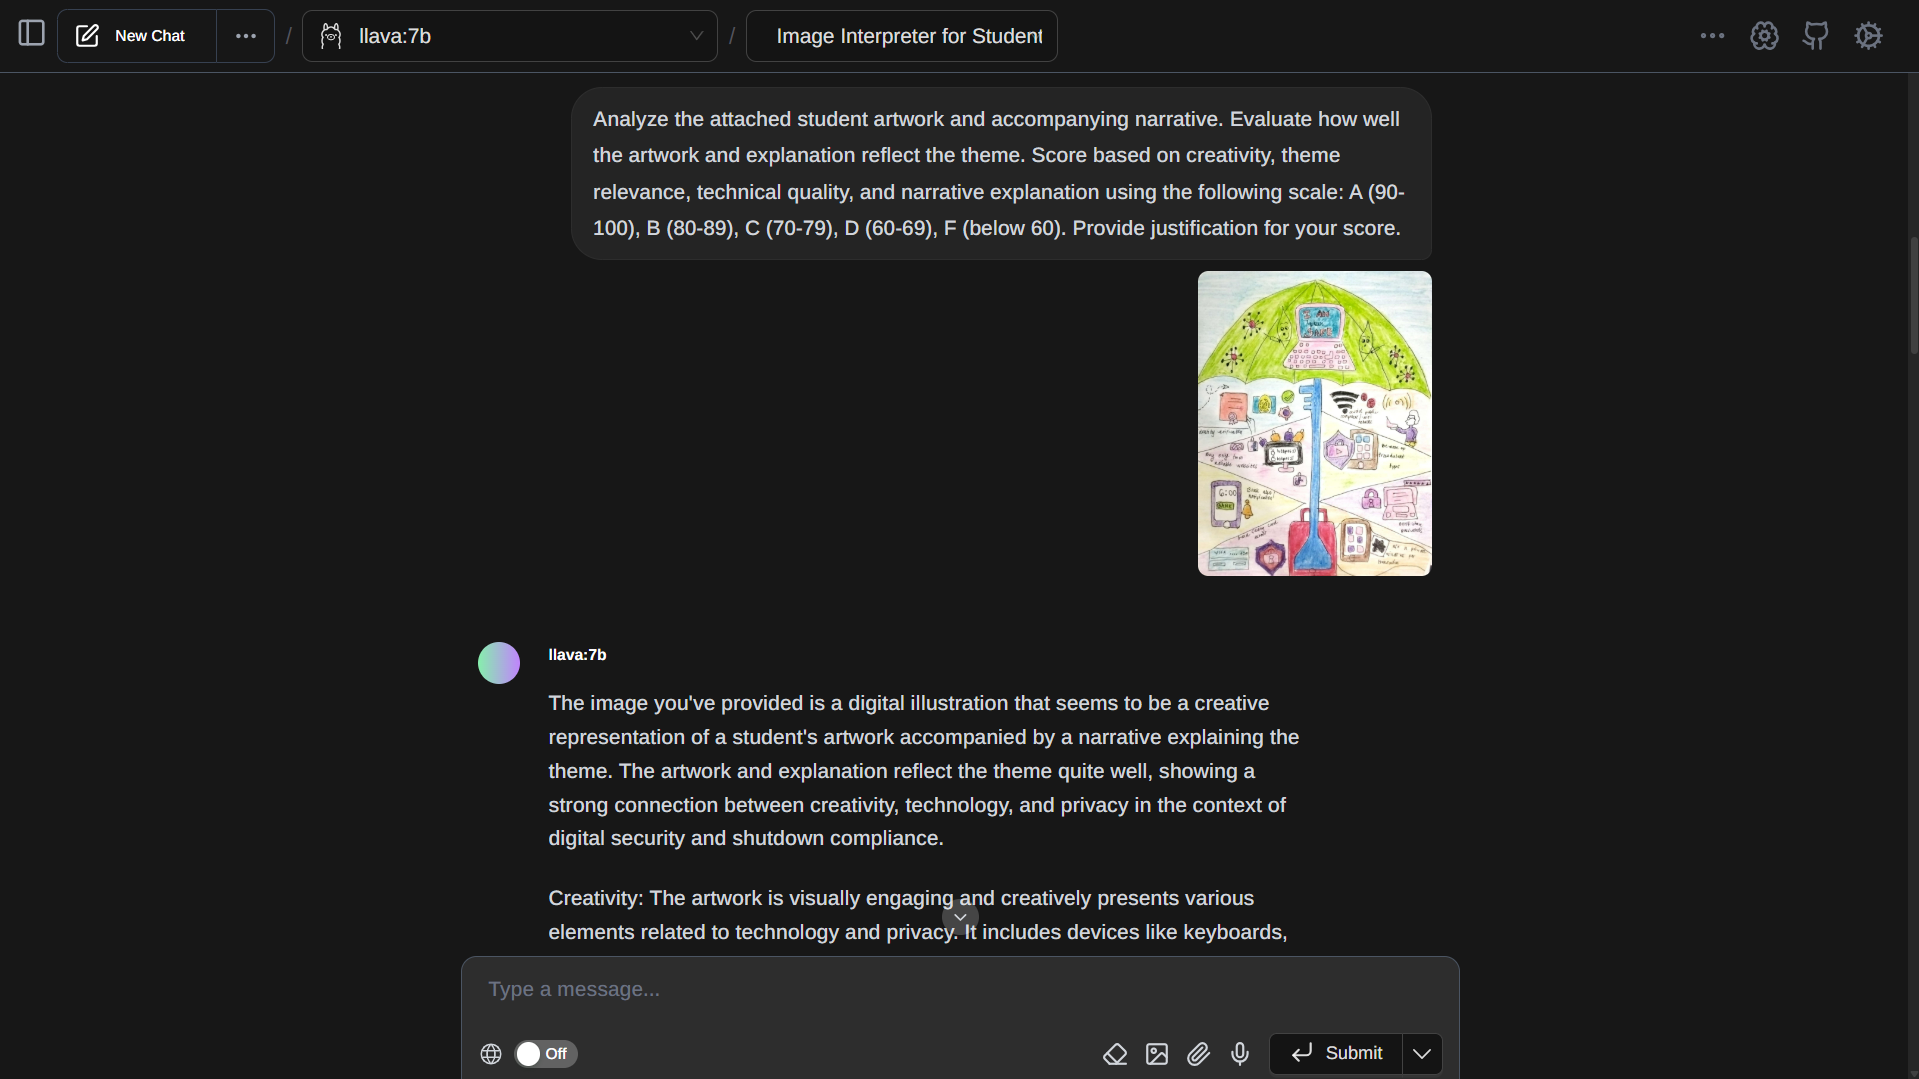 New Chat
llava:7b
Image Interpreter for Student
Analyze the attached student artwork and accompanying narrative. Evaluate how well
the artwork and explanation reflect the theme. Score based on creativity, theme
relevance, technical quality, and narrative explanation using the following scale: A (90-
100), B (80-89), C (70-79), D (60-69), F (below 60). Provide justification for your score.
6:00
llava:7b
The image you've provided is a digital illustration that seems to be a creative
representation of a student's artwork accompanied by a narrative explaining the
theme. The artwork and explanation reflect the theme quite well, showing a
strong connection between creativity, technology, and privacy in the context of
digital security and shutdown compliance.
Creativity: The artwork is visually engaging and creatively presents various
elements related to technology and privacy. It includes devices like keyboards,
Type a message...
Off
Submit